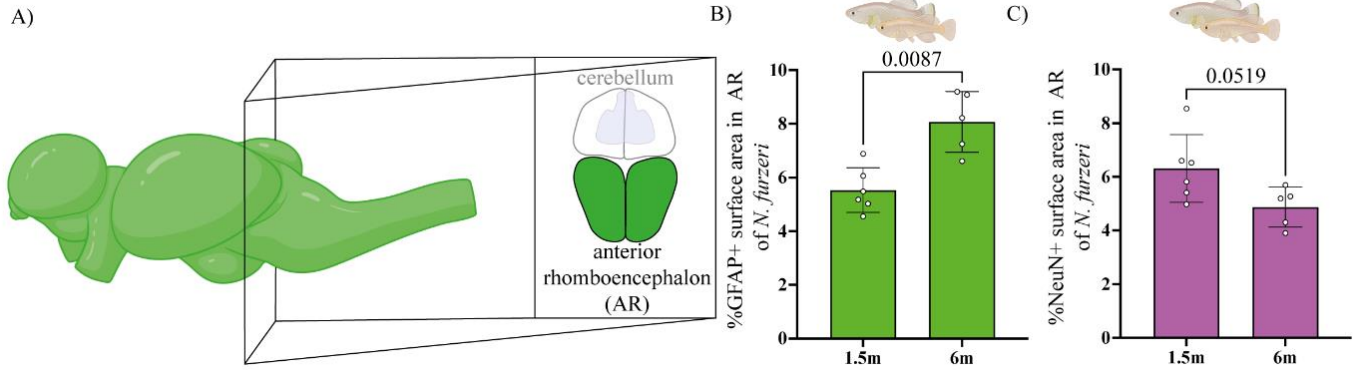 A)
cerebellum
anterior
rhomboencephalon
(AR)
B)
%GFAP+ surface area in AR
of N. furzeri
0.0087
10
8
6
4
2
0
1.5m
6m
C)
%NeuN+ surface area in AR
of N. furzeri
0.0519
10
8
6
4
2
0
1.5m
6m